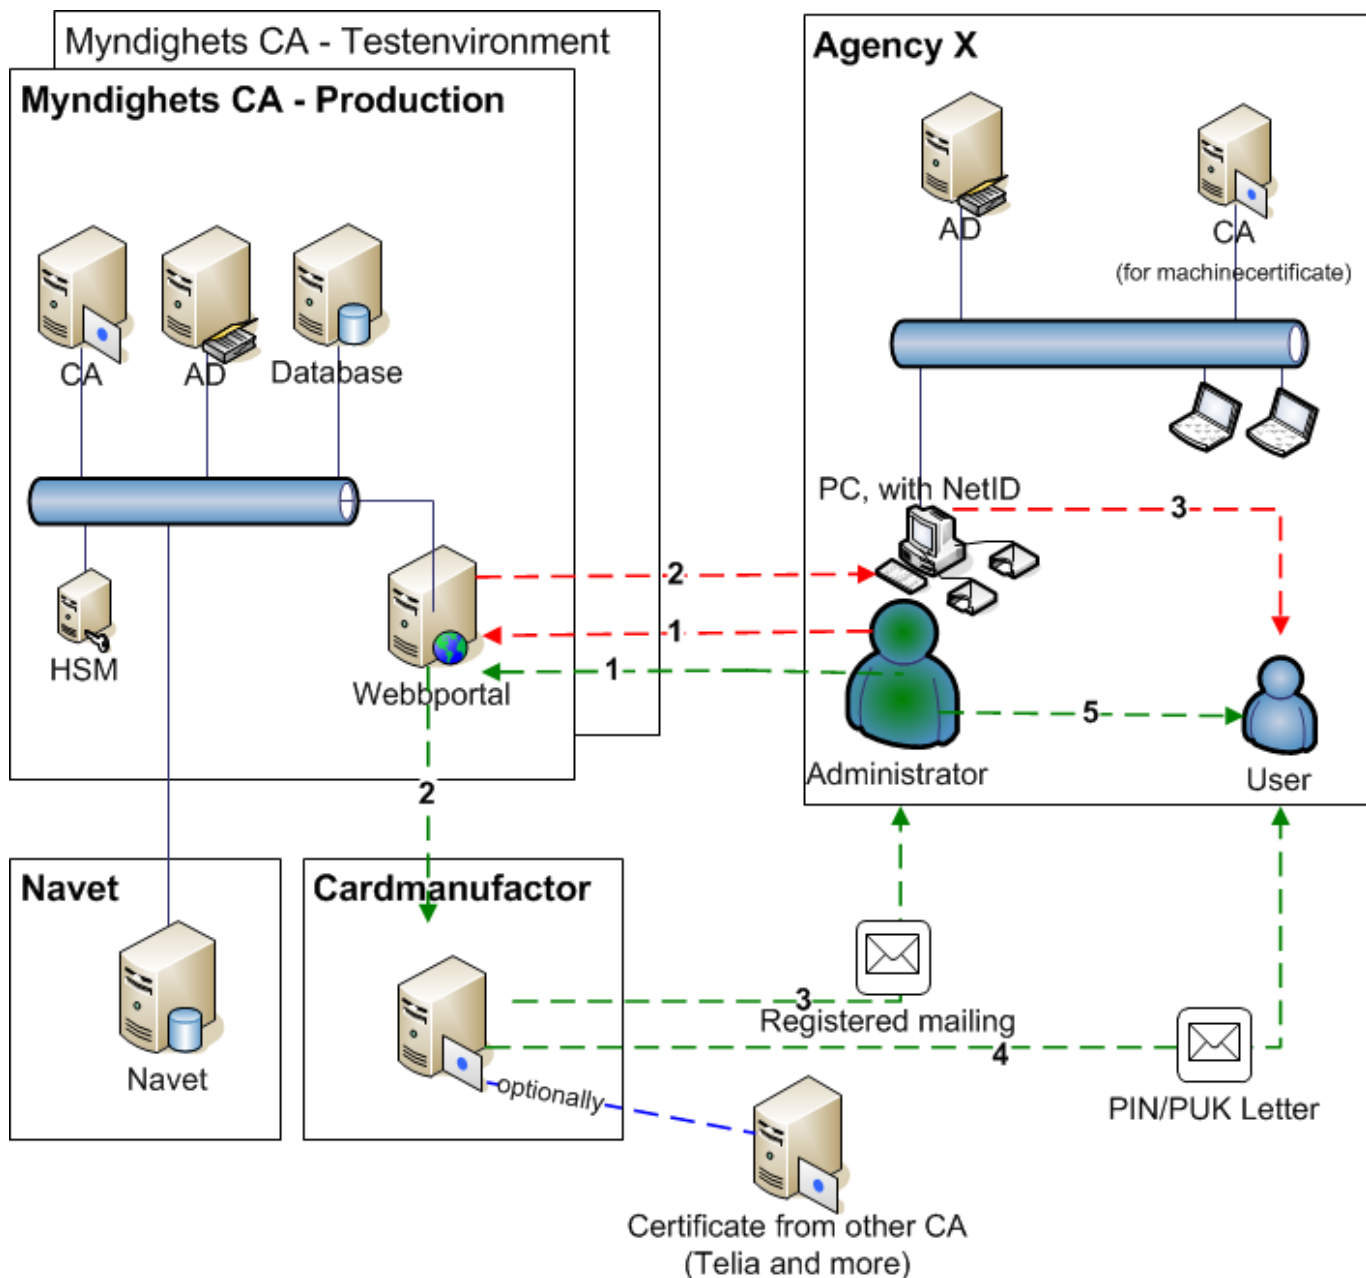 Myndighets CA - Testenvironment
Myndighets CA - Production
CA
AD
Database
HSM
Webbportal
Agency X
AD
CA
(for machinecertificate)
PC, with NetID
3
2
1
1
5
Administrator
User
2
Navet
Navet
Cardmanufactor
3
Registered mailing
4
PIN/PUK Letter
optionally
Certificate from other CA
(Telia and more)